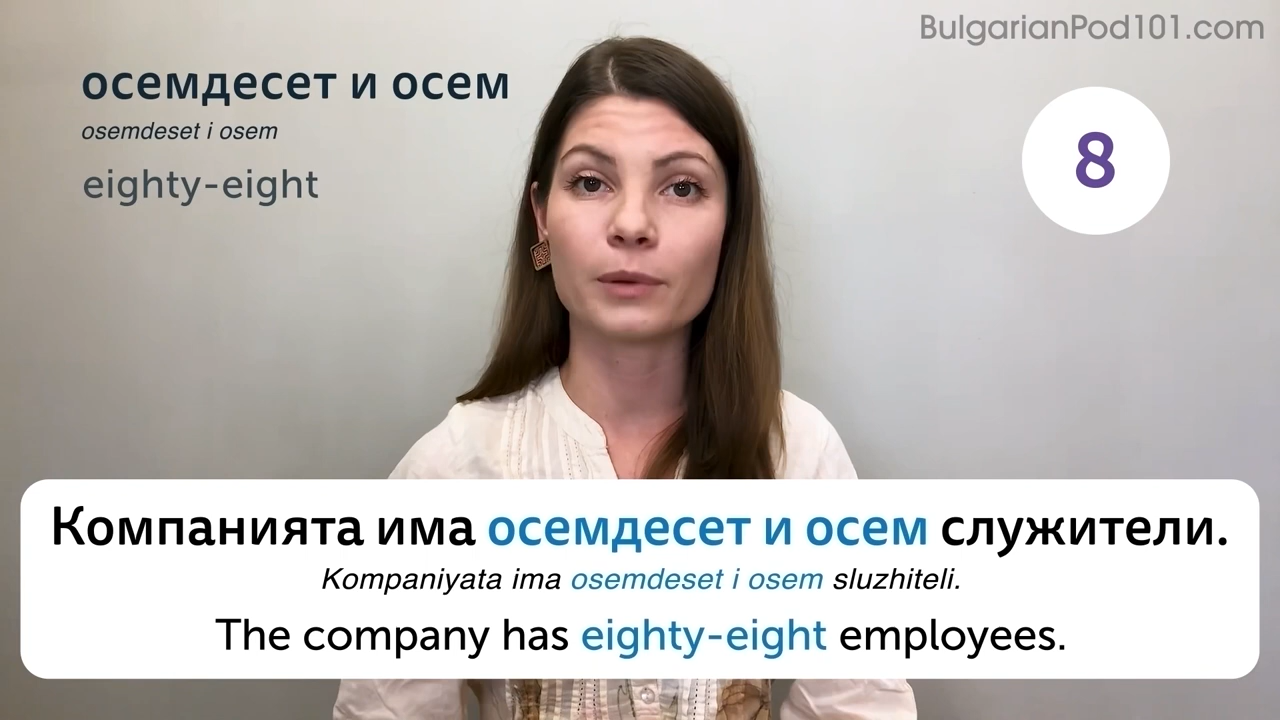 BulgarianPod101.com
осемдесет и осем
osemdeset i osem
eighty-eight
8
Компанията има осемдесет и осем служители.
Kompaniyata ima osemdeset i osem sluzhiteli.
The company has eighty-eight employees.